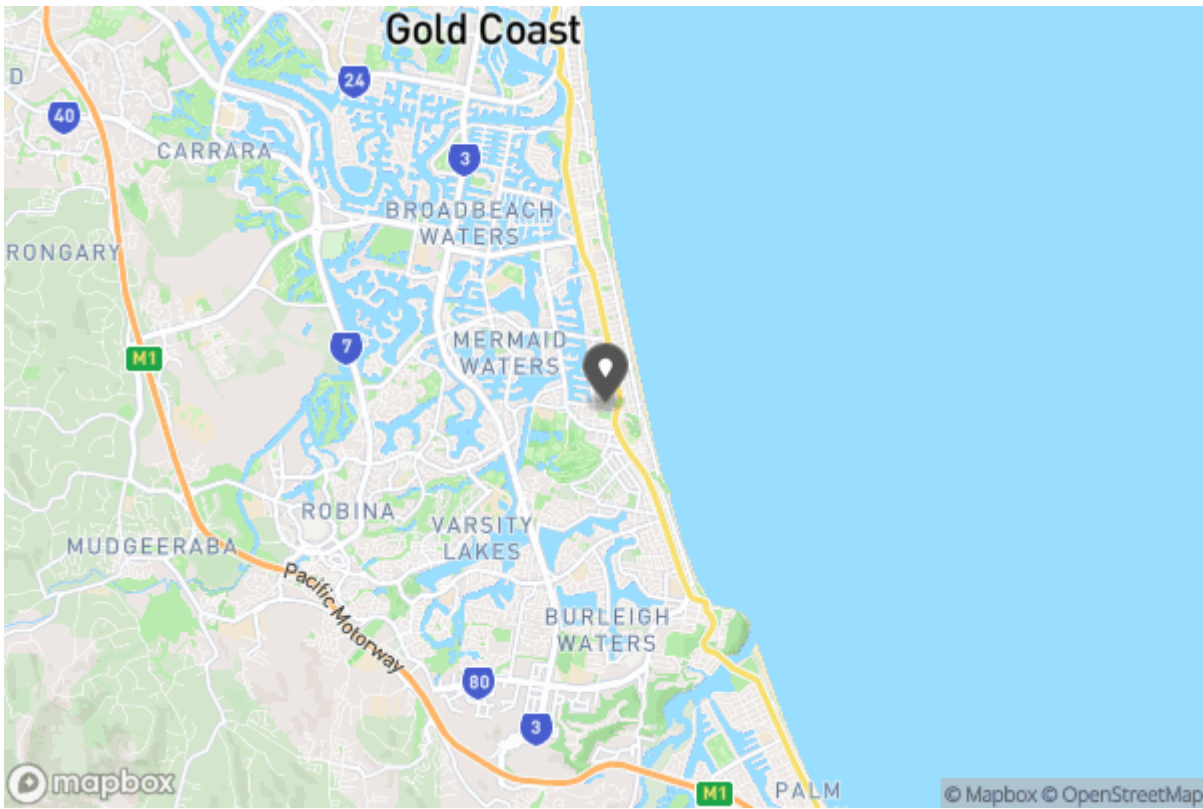 Gold Coast
D
24
40
CARRARA
3
BROADBEACH
WATERS
RONGARY
MERMAID
WATERS
7
M1
ROBINA
VARSITY
LAKES
MUDGEERABA
Pacific Motorway
BURLEIGH
WATERS
80
3
M1
PALM
mapbox
© Mapbox © OpenStreetMap